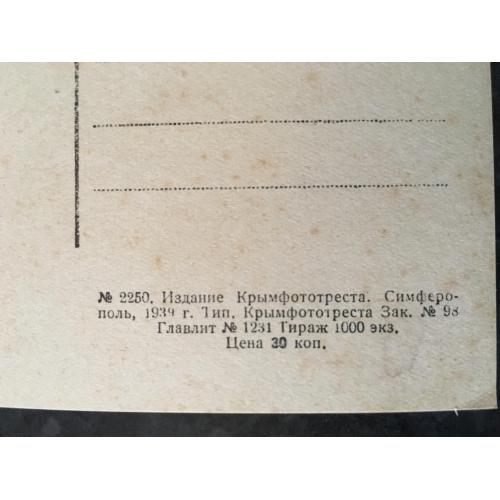 № 2250. Издание Крымфототреста. Симферо-
поль, 1939 г. Тип. Крымфототреста Зак. № 98
Главлит № 1231 Тираж 1000 экз.
Цена 30 коп.